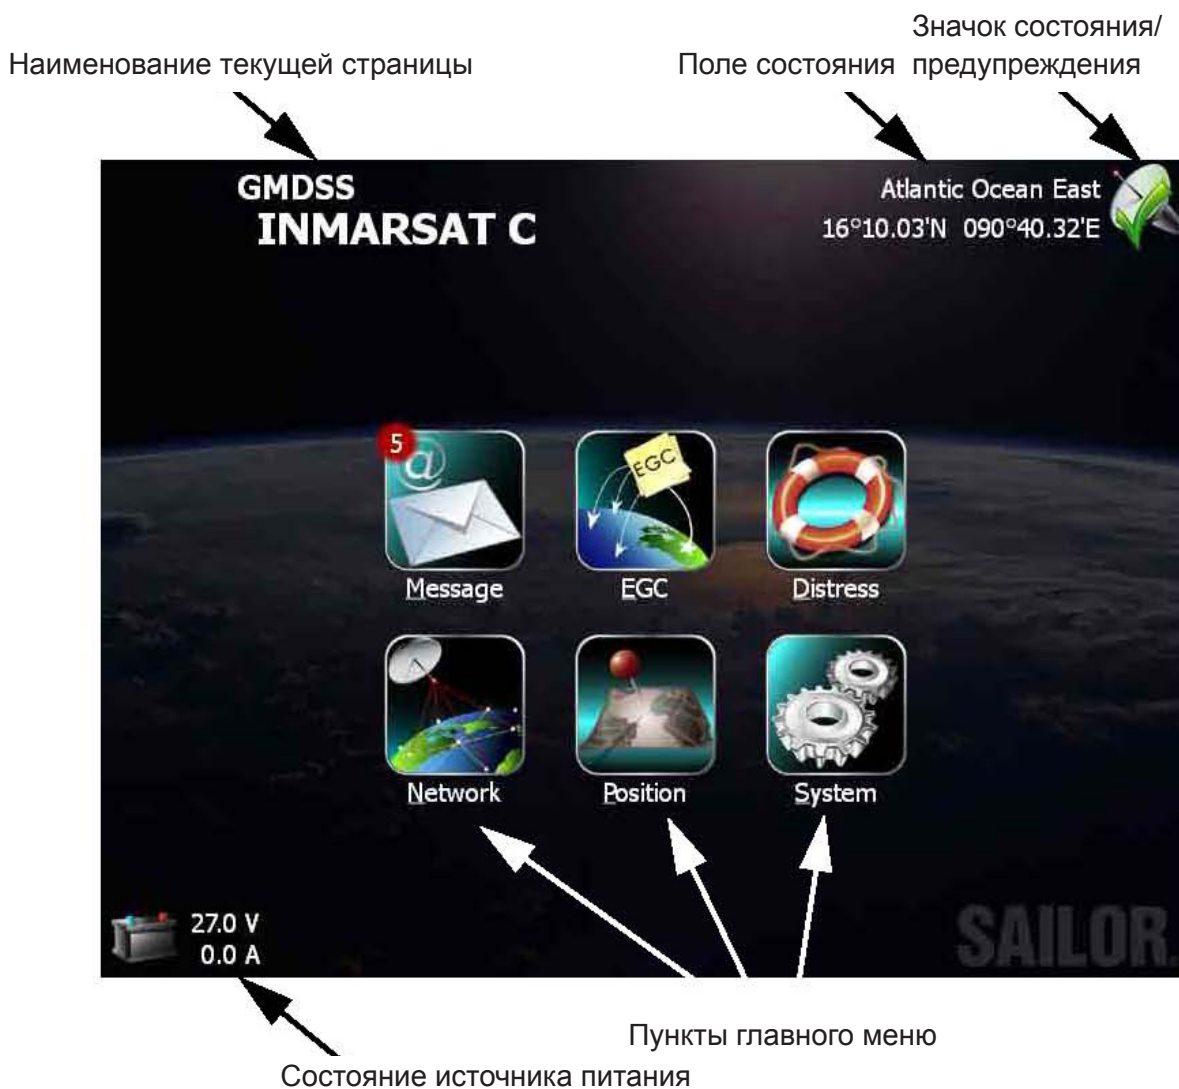 Значок состояния/
Наименование текущей страницы
Поле состояния предупреждения
GMDSS
INMARSAT C
Atlantic Ocean East
16°10.03'N 090°40.32'E
5
@
EGC
Message EGC Distress
Network Position System
27.0 V
0.0 A
SAILOR
Пункты главного меню
Состояние источника питания